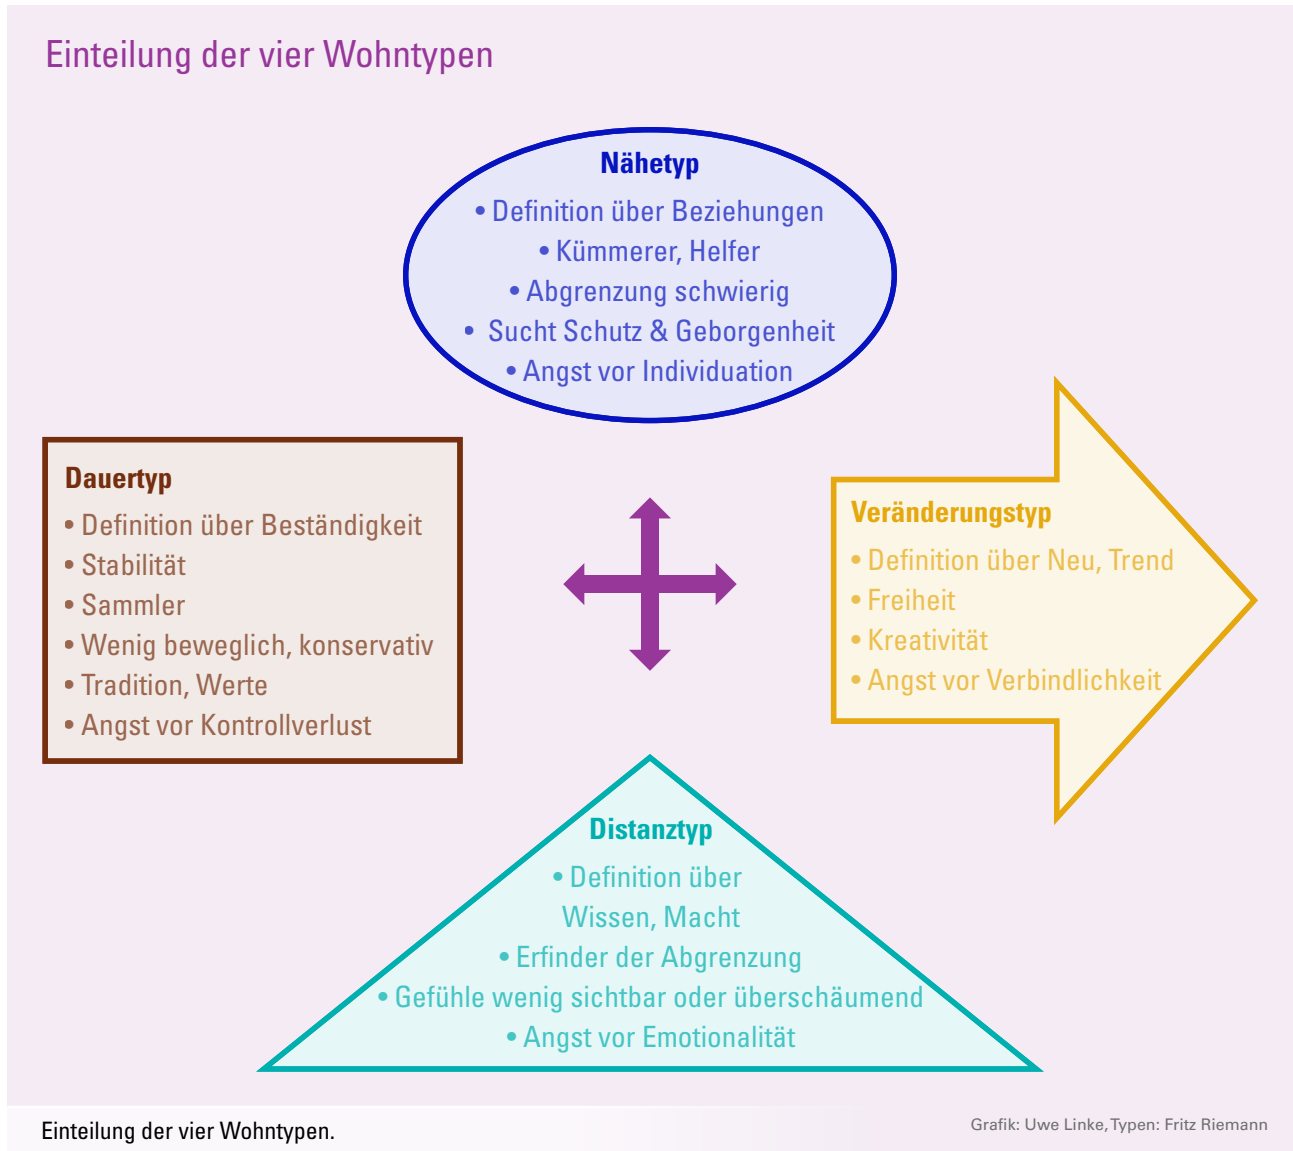 Einteilung der vier Wohntypen
Nähetyp
• Definition über Beziehungen
• Kümmerer, Helfer
• Abgrenzung schwierig
• Sucht Schutz & Geborgenheit
• Angst vor Individuation
Dauertyp
• Definition über Beständigkeit
• Stabilität
• Sammler
• Wenig beweglich, konservativ
• Tradition, Werte
• Angst vor Kontrollverlust
Veränderungstyp
• Definition über Neu, Trend
• Freiheit
• Kreativität
• Angst vor Verbindlichkeit
Distanztyp
• Definition über
Wissen, Macht
• Erfinder der Abgrenzung
• Gefühle wenig sichtbar oder überschäumend
• Angst vor Emotionalität
Einteilung der vier Wohntypen.
Grafik: Uwe Linke, Typen: Fritz Riemann